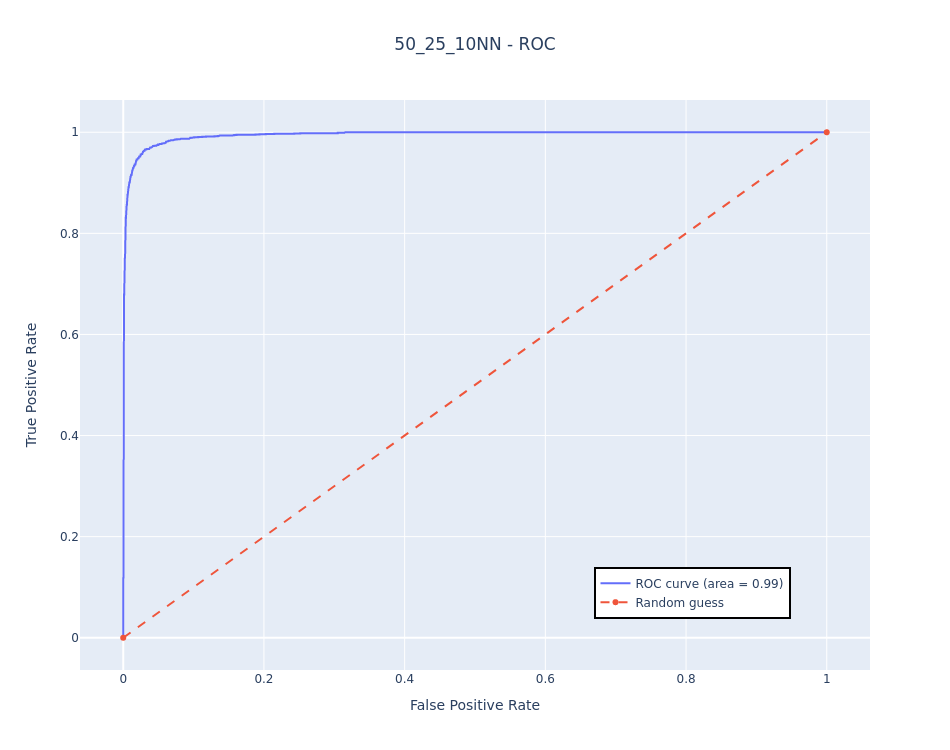 50_25_10NN - ROC
1
0.8
0.6
0.4
0.2
0
True Positive Rate
0
0.2
0.4
0.6
0.8
1
False Positive Rate
ROC curve (area = 0.99)
Random guess